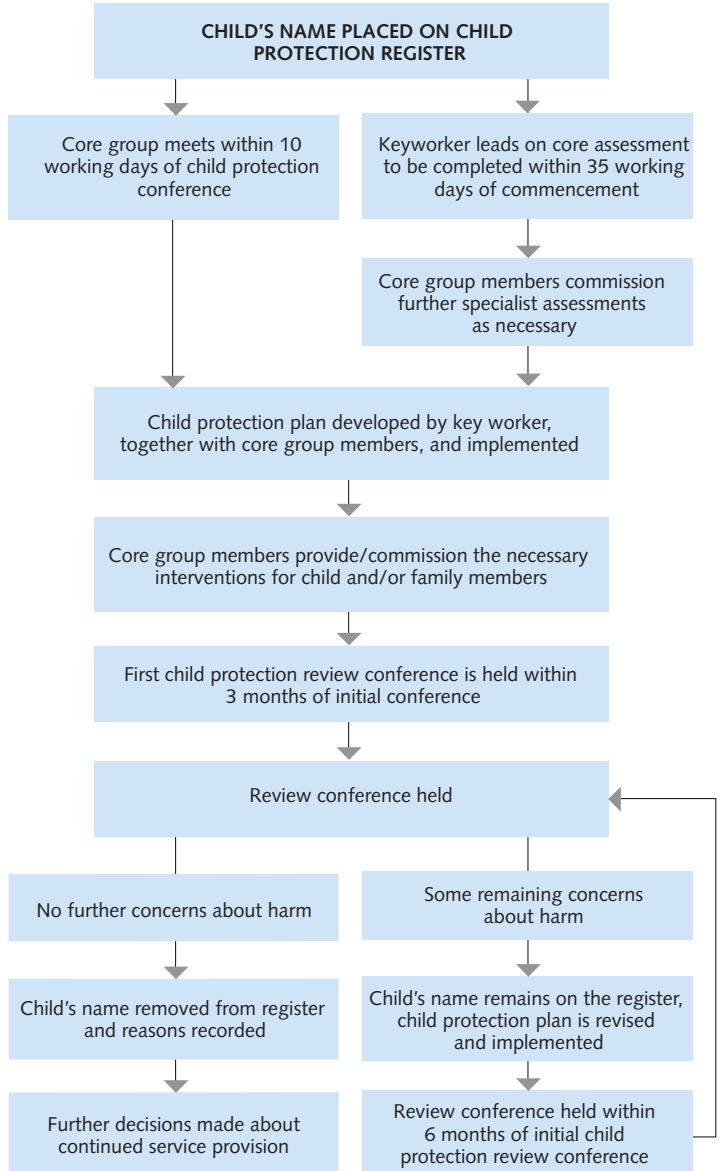 CHILD'S NAME PLACED ON CHILD
PROTECTION REGISTER
Core group meets within 10
working days of child protection
conference
Keyworker leads on core assessment
to be completed within 35 working
days of commencement
Core group members commission
further specialist assessments
as necessary
Child protection plan developed by key worker,
together with core group members, and implemented
Core group members provide/commission the necessary
interventions for child and/or family members
First child protection review conference is held within
3 months of initial conference
Review conference held
No further concerns about harm
Some remaining concerns
about harm
Child's name removed from register
and reasons recorded
Child's name remains on the register,
child protection plan is revised
and implemented
Further decisions made about
continued service provision
Review conference held within
6 months of initial child
protection review conference